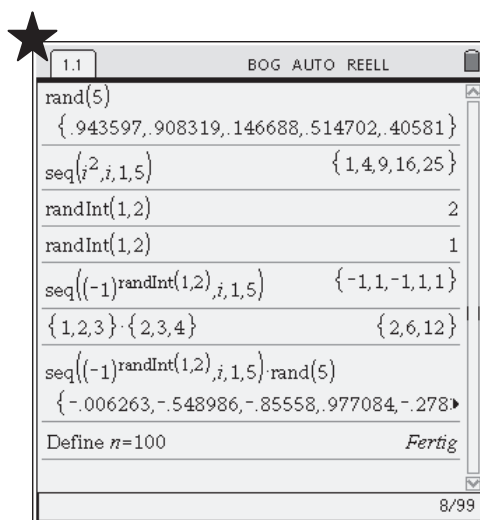 1.1 BOG AUTO REELL
rand(5)
{.943597,.908319,.146688,.514702,.40581}
seq(i²,i,1,5) {1,4,9,16,25}
randInt(1,2) 2
randInt(1,2) 1
seq((-1)^randInt(1,2),i,1,5) {-1,1,-1,1,1}
{1,2,3}·{2,3,4} {2,6,12}
seq((-1)^randInt(1,2),i,1,5)·rand(5)
{-.006263,-.548986,-.85558,.977084,-.278
Define n=100 Fertig
8/99